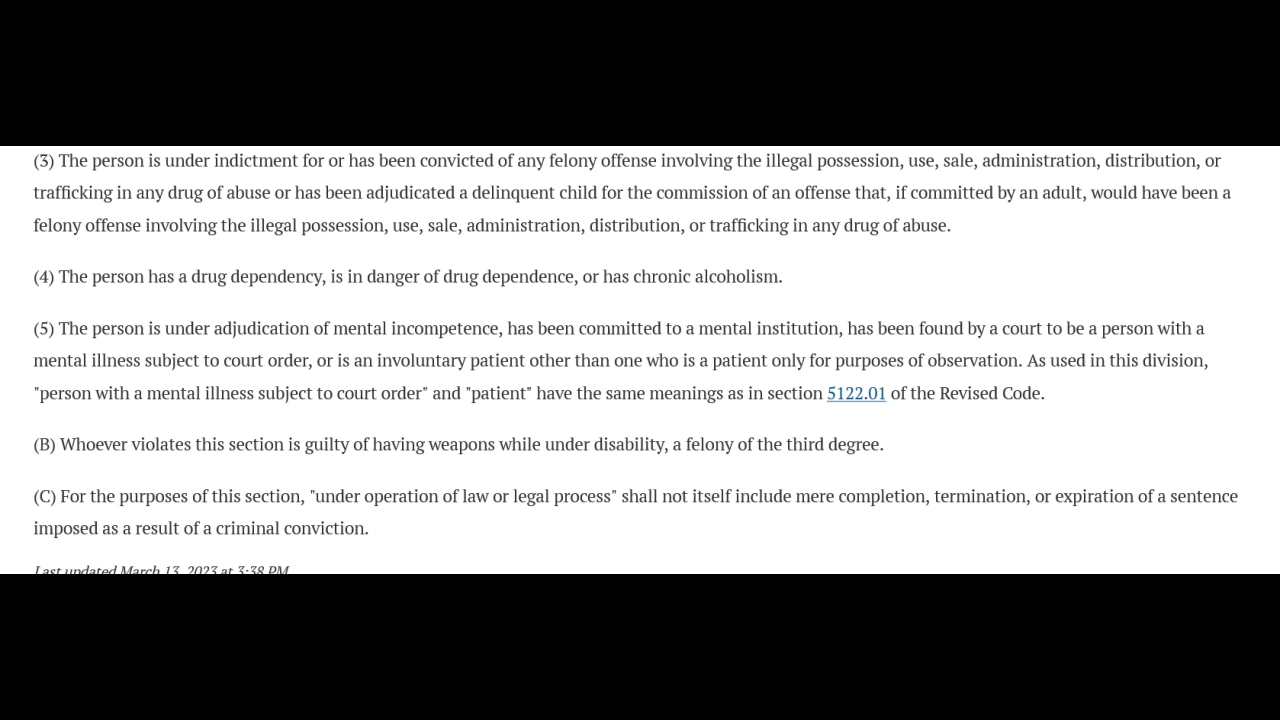 (3) The person is under indictment for or has been convicted of any felony offense involving the illegal possession, use, sale, administration, distribution, or
trafficking in any drug of abuse or has been adjudicated a delinquent child for the commission of an offense that, if committed by an adult, would have been a
felony offense involving the illegal possession, use, sale, administration, distribution, or trafficking in any drug of abuse.
(4) The person has a drug dependency, is in danger of drug dependence, or has chronic alcoholism.
(5) The person is under adjudication of mental incompetence, has been committed to a mental institution, has been found by a court to be a person with a
mental illness subject to court order, or is an involuntary patient other than one who is a patient only for purposes of observation. As used in this division,
"person with a mental illness subject to court order" and "patient" have the same meanings as in section 5122.01 of the Revised Code.
(B) Whoever violates this section is guilty of having weapons while under disability, a felony of the third degree.
(C) For the purposes of this section, "under operation of law or legal process" shall not itself include mere completion, termination, or expiration of a sentence
imposed as a result of a criminal conviction.
Last updated March 13, 2023 at 3:38 PM